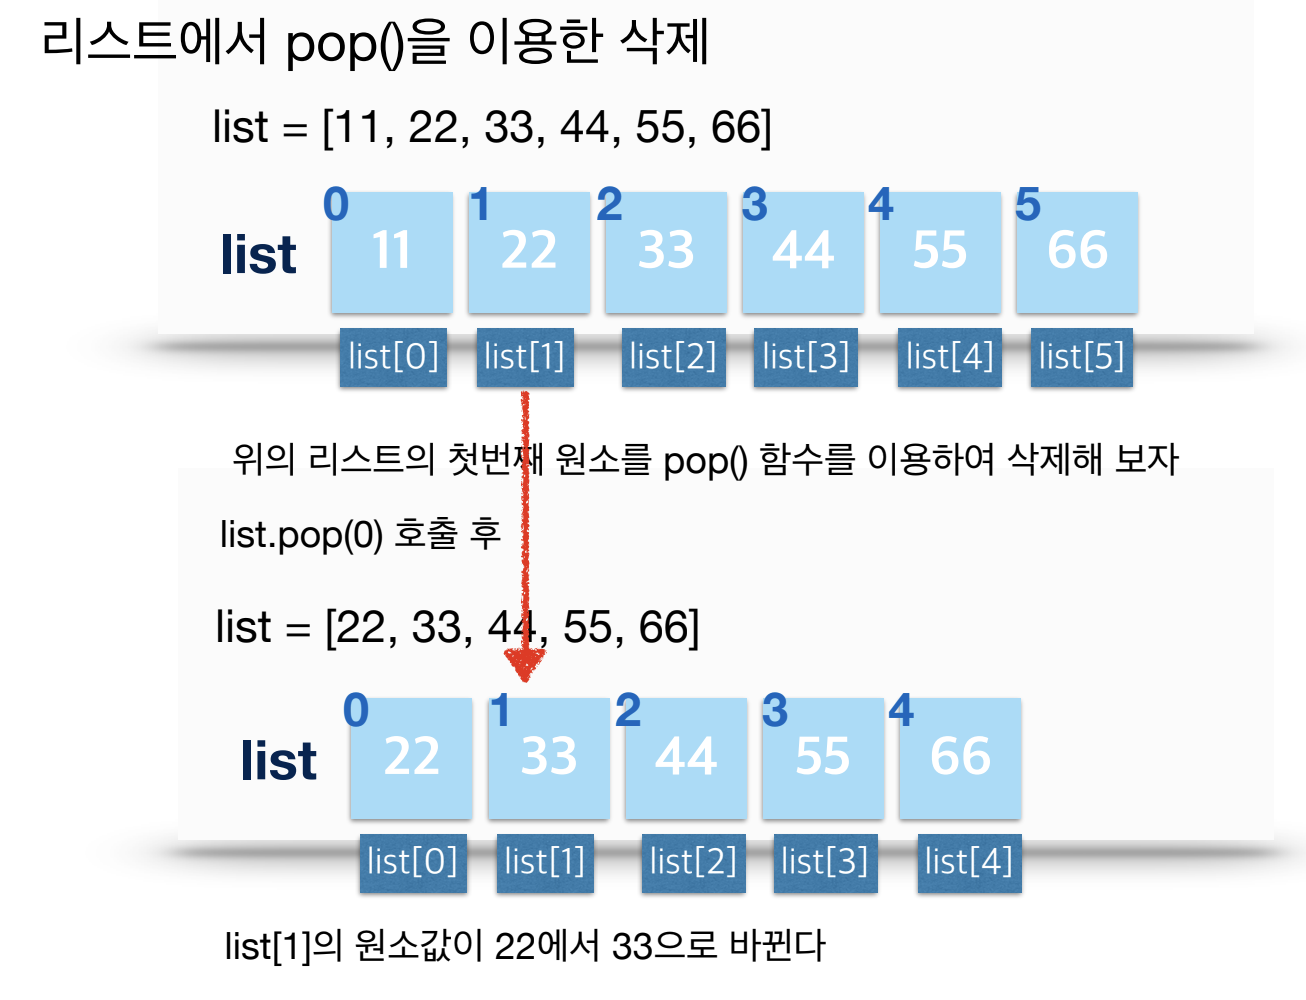 리스트에서 pop()을 이용한 삭제
list = [11, 22, 33, 44, 55, 66]
0 1 2 3 4 5
list 11 22 33 44 55 66
list[0] list[1] list[2] list[3] list[4] list[5]
위의 리스트의 첫번째 원소를 pop() 함수를 이용하여 삭제해 보자
list.pop(0) 호출 후
list = [22, 33, 44, 55, 66]
0 1 2 3 4
list 22 33 44 55 66
list[0] list[1] list[2] list[3] list[4]
list[1]의 원소값이 22에서 33으로 바뀐다